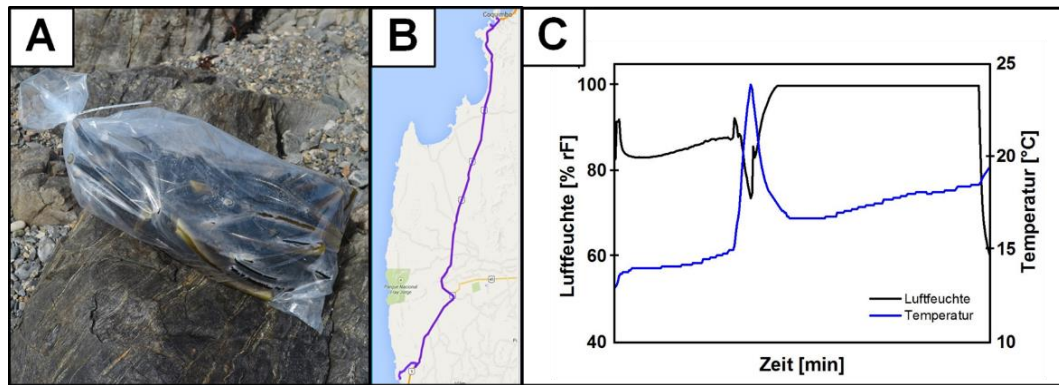 A
B
C
Coquimbo
Parque Nacional
Fray Jorge
100
80
60
40
Luftfeuchte [% rF]
25
20
15
10
Temperatur [°C]
Luftfeuchte
Temperatur
Zeit [min]